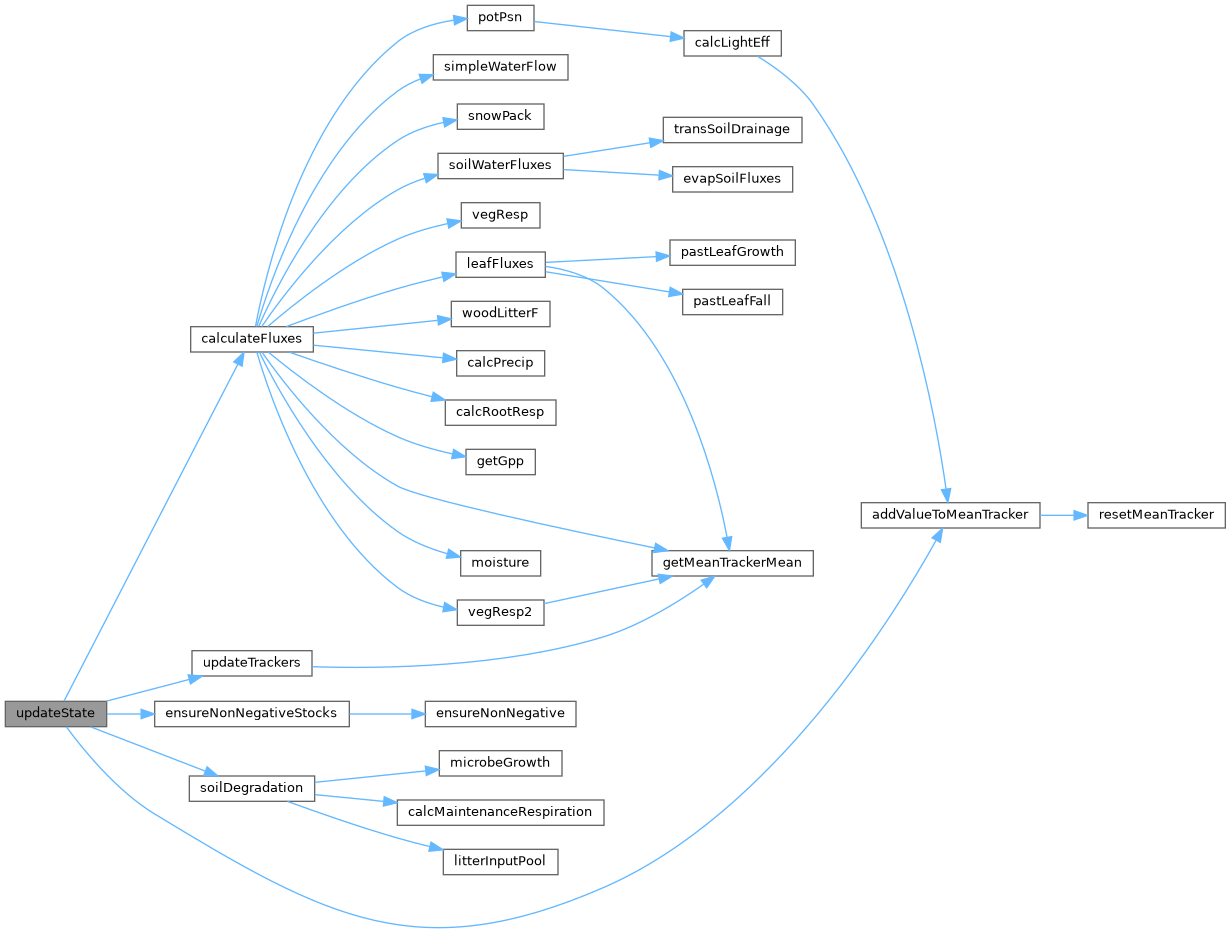 potPsn
calcLightEff
simpleWaterFlow
snowPack
transSoilDrainage
soilWaterFluxes
evapSoilFluxes
vegResp
pastLeafGrowth
leafFluxes
pastLeafFall
woodLitterF
calculateFluxes
calcPrecip
calcRootResp
getGpp
addValueToMeanTracker
resetMeanTracker
moisture
getMeanTrackerMean
vegResp2
updateTrackers
updateState
ensureNonNegativeStocks
ensureNonNegative
microbeGrowth
soilDegradation
calcMaintenanceRespiration
litterInputPool